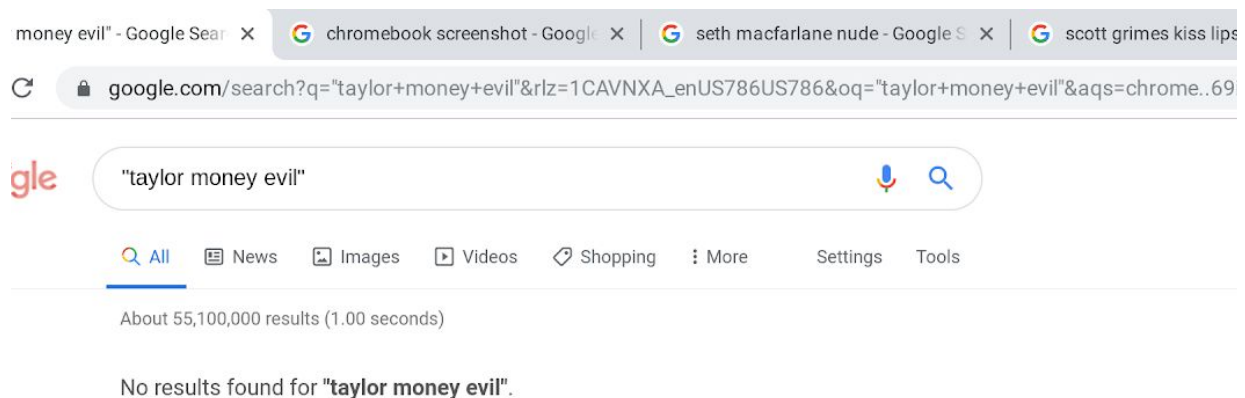 money evil" - Google Sear chromebook screenshot - Google seth macfarlane nude - Google S scott grimes kiss lips
google.com/search?q="taylor+money+evil"&rlz=1CAVNXA_enUS786US786&oq="taylor+money+evil"&aqs=chrome..69
gle "taylor money evil"
All News Images Videos Shopping More Settings Tools
About 55,100,000 results (1.00 seconds)
No results found for "taylor money evil".